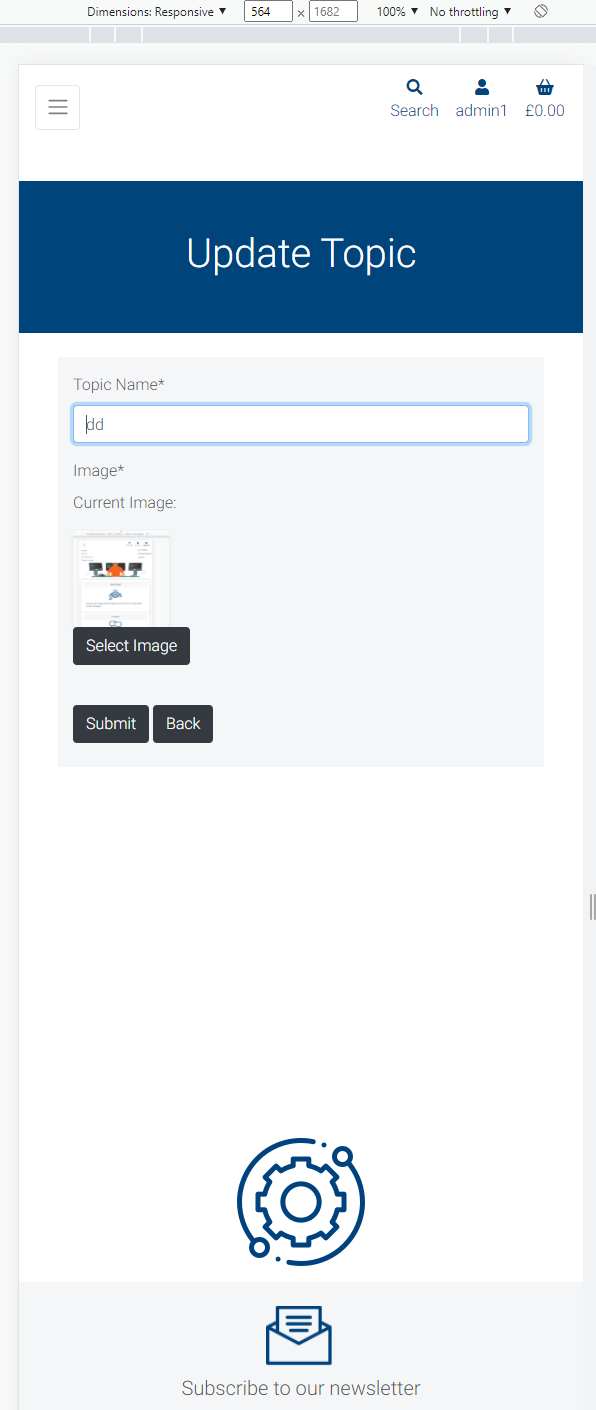 Dimensions: Responsive ▼ 564 × 1682 100% ▼ No throttling ▼
Search admin1 £0.00
Update Topic
Topic Name*
dd
Image*
Current Image:
Select Image
Submit Back
Subscribe to our newsletter